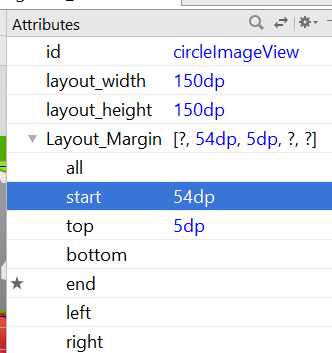 Attributes
id circleImageView
layout_width 150dp
layout_height 150dp
Layout_Margin [?, 54dp, 5dp, ?, ?]
all
start 54dp
top 5dp
bottom
end
left
right